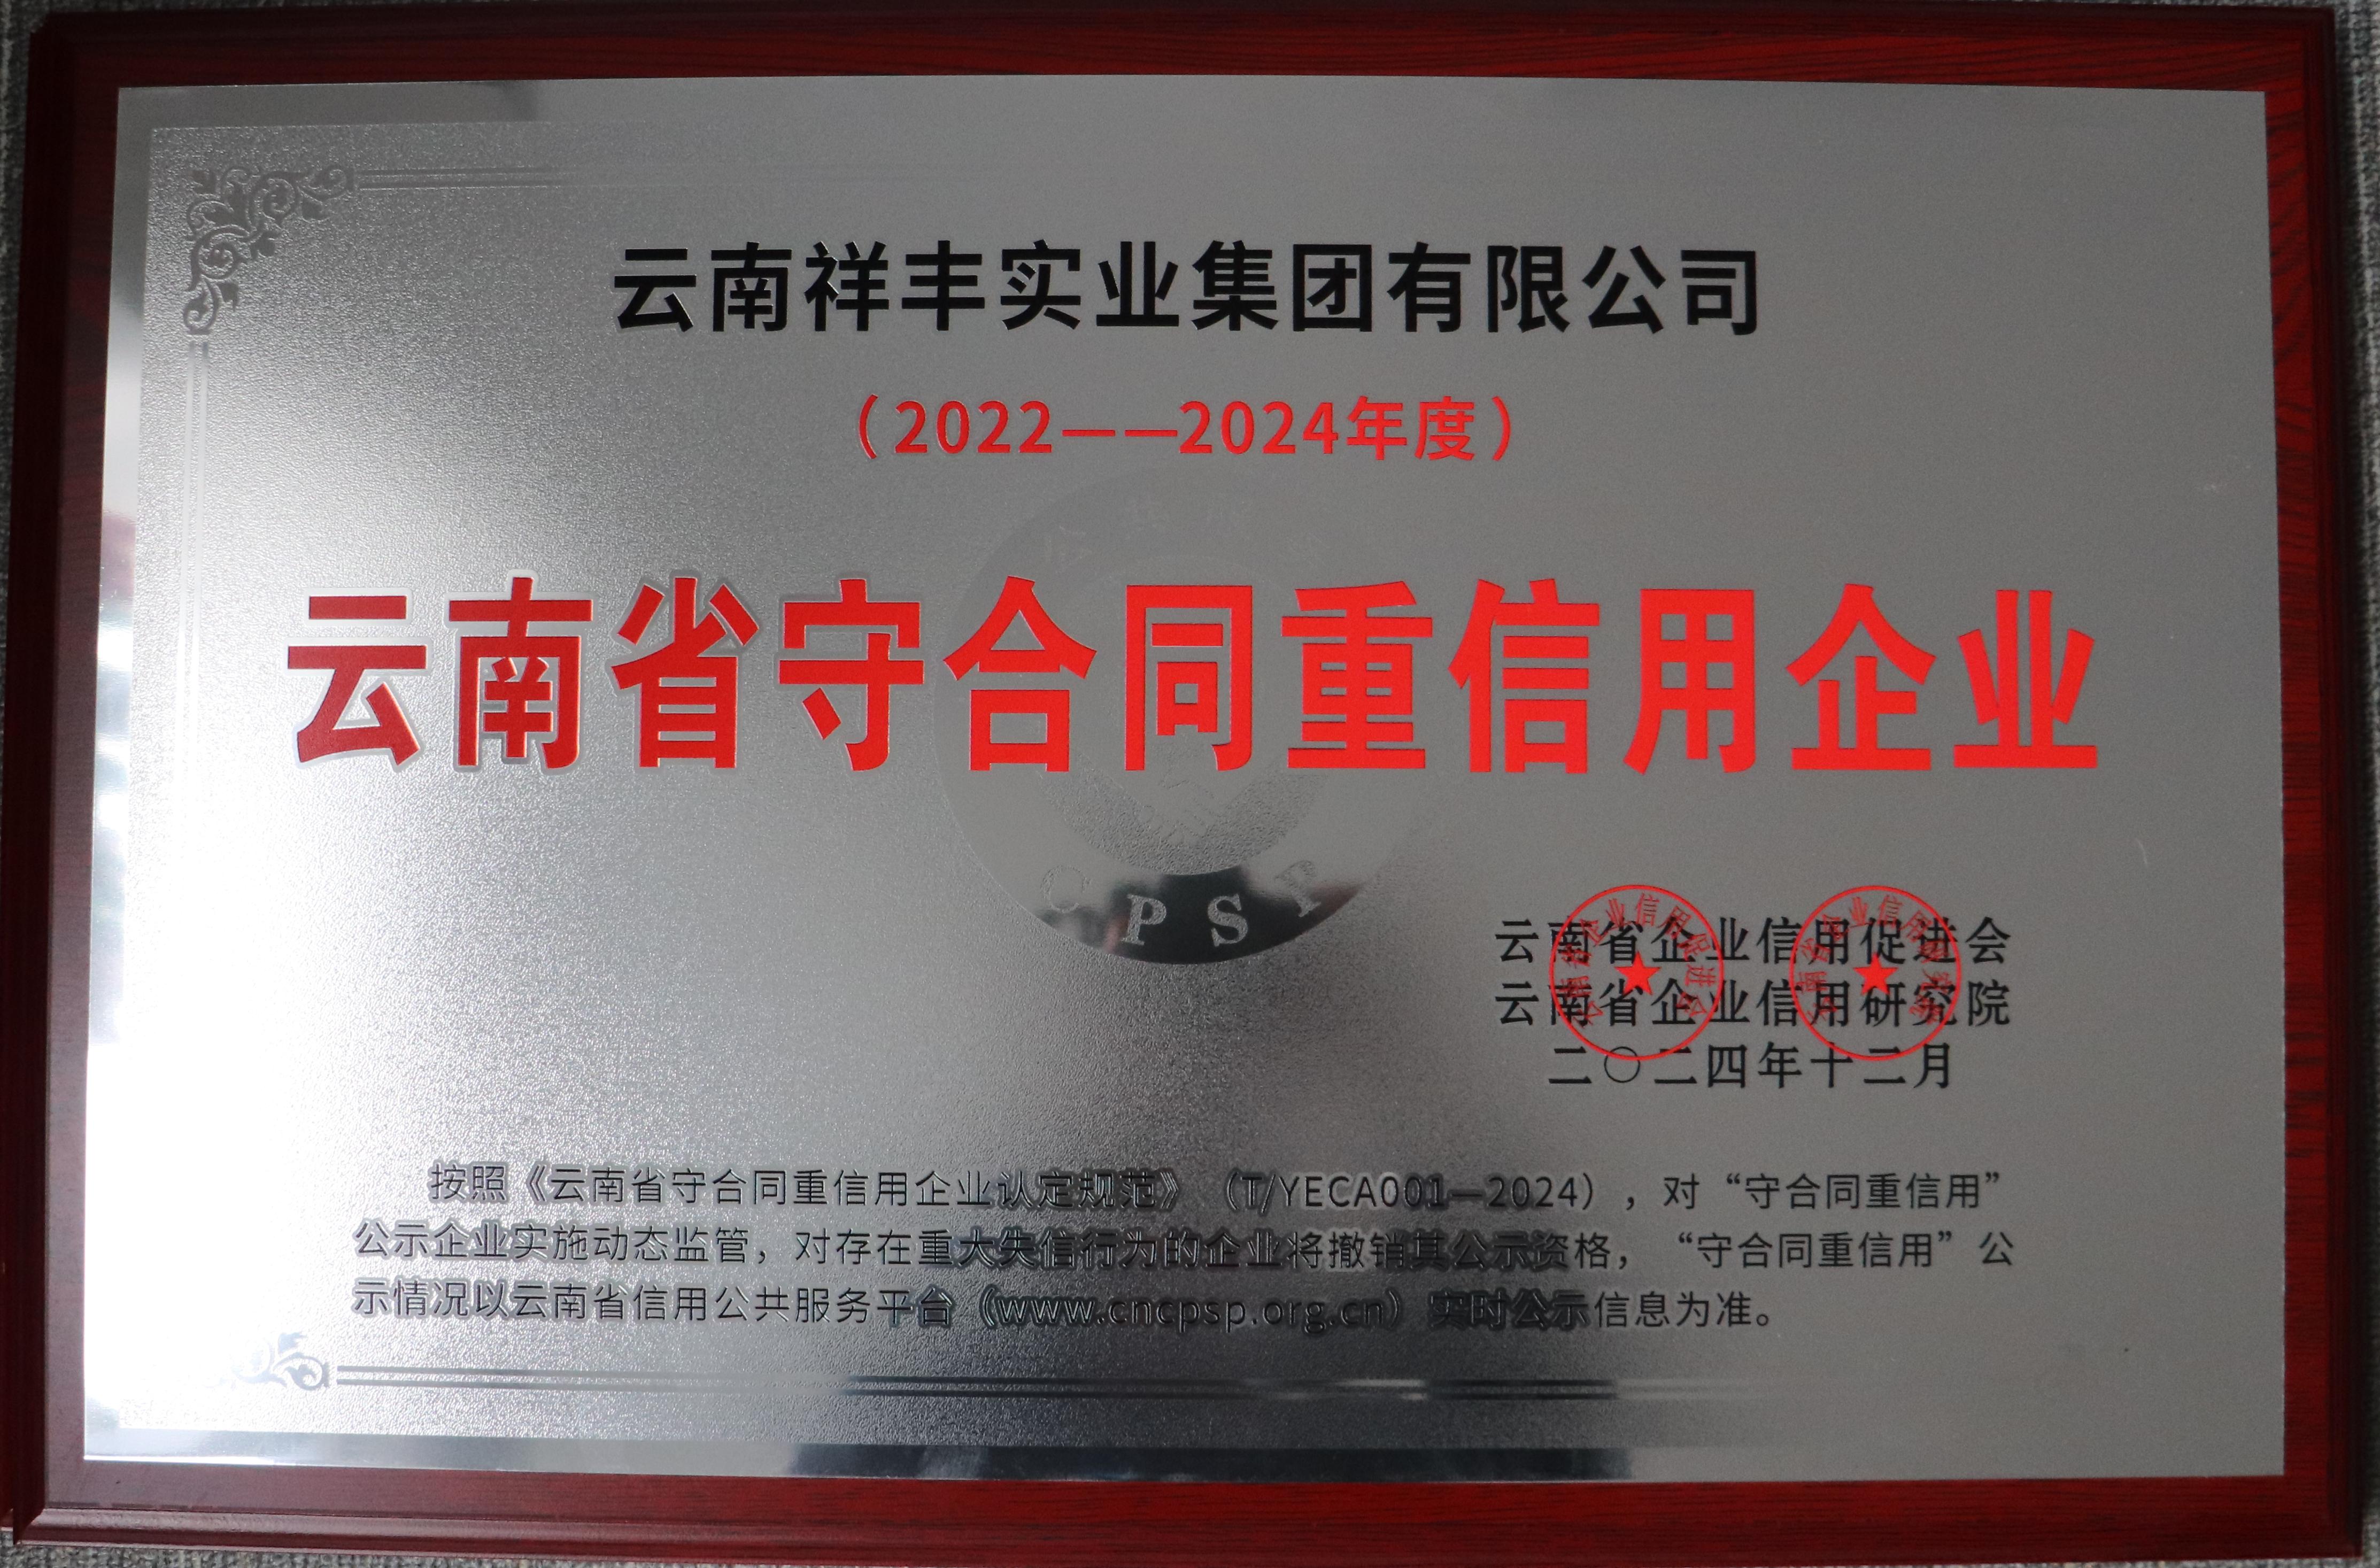 云南祥丰实业集团有限公司
（2022——2024年度）
云南省守合同重信用企业
CPSP
云南省企业信用促进会
云南省企业信用研究院
二〇二四年十二月
按照《云南省守合同重信用企业认定规范》（T/YECA001—2024），对“守合同重信用”
公示企业实施动态监管，对存在重大失信行为的企业将撤销其公示资格，“守合同重信用”公
示情况以云南省信用公共服务平台（www.cncpsp.org.cn）实时公示信息为准。